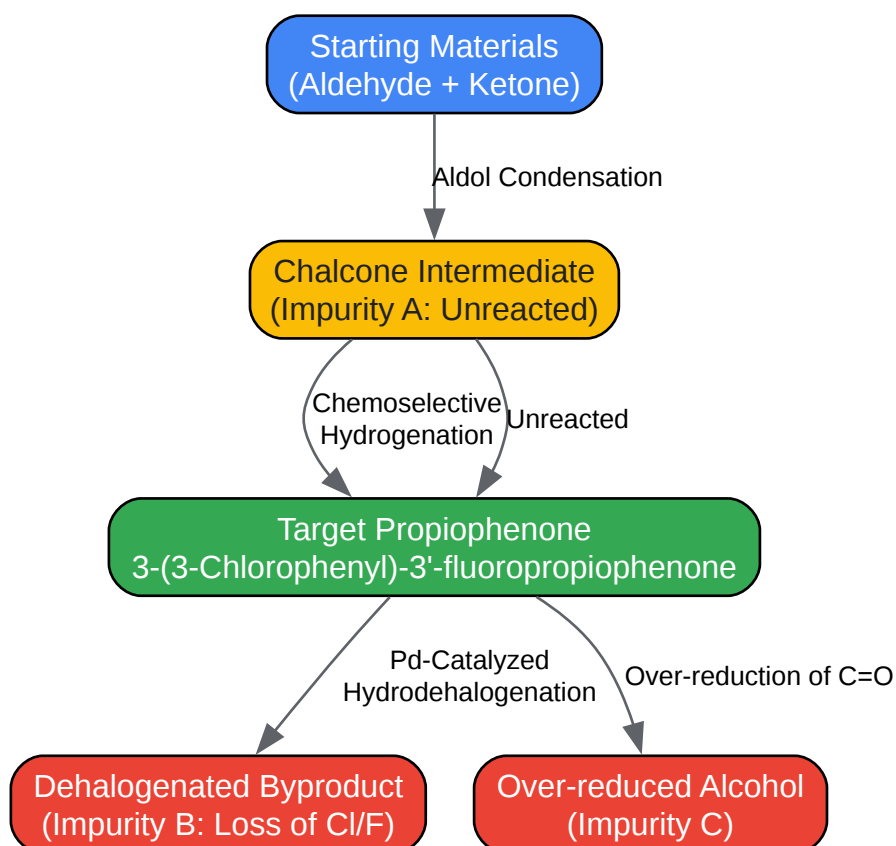 Starting Materials
(Aldehyde + Ketone)
Aldol Condensation
Chalcone Intermediate
(Impurity A: Unreacted)
Chemoselective
Hydrogenation
Unreacted
Target Propiophenone
3-(3-Chlorophenyl)-3'-fluoropropiophenone
Pd-Catalyzed
Hydrodehalogenation
Over-reduction of C=O
Dehalogenated Byproduct
(Impurity B: Loss of Cl/F)
Over-reduced Alcohol
(Impurity C)